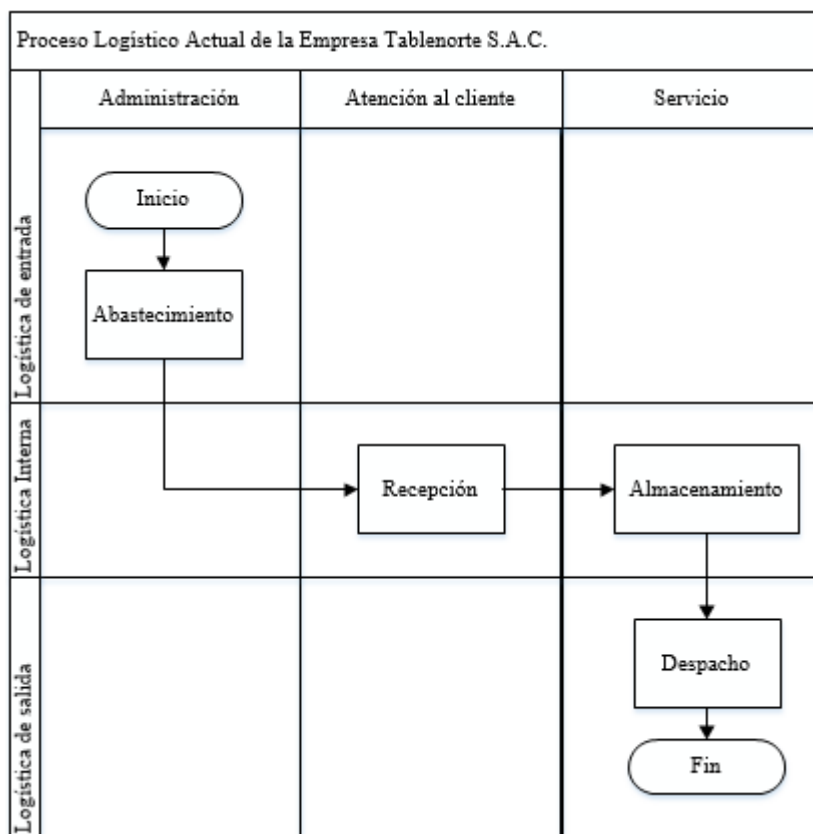 Proceso Logístico Actual de la Empresa Tablenorte S.A.C.
Administración
Atención al cliente
Servicio
Logística de entrada
Inicio
Abastecimiento
Logística Interna
Recepción
Almacenamiento
Logística de salida
Despacho
Fin